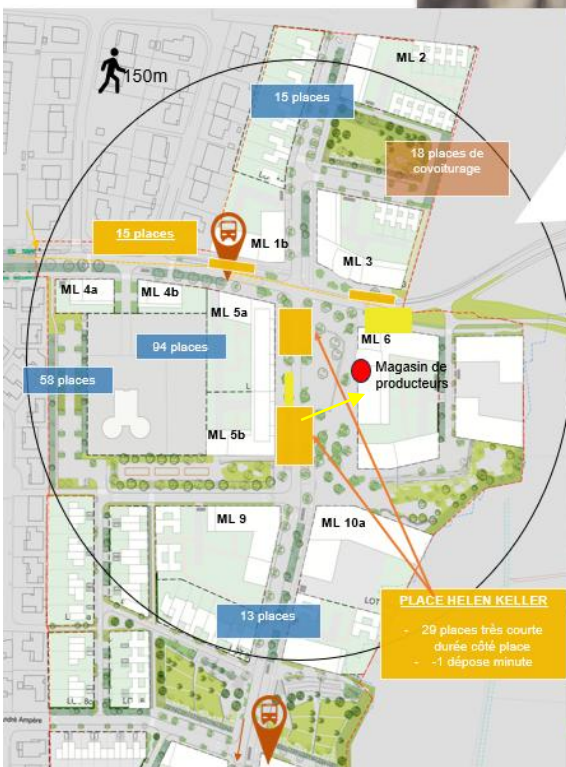 150m
ML 2
15 places
18 places de
covoiturage
15 places
ML 1b
ML 3
ML 4a
ML 4b
ML 5a
ML 6
94 places
Magasin de
producteurs
58 places
ML 5b
ML 9
ML 10a
PLACE HELEN KELLER
- 29 places très courte
durée côté place
- -1 dépose minute
13 places